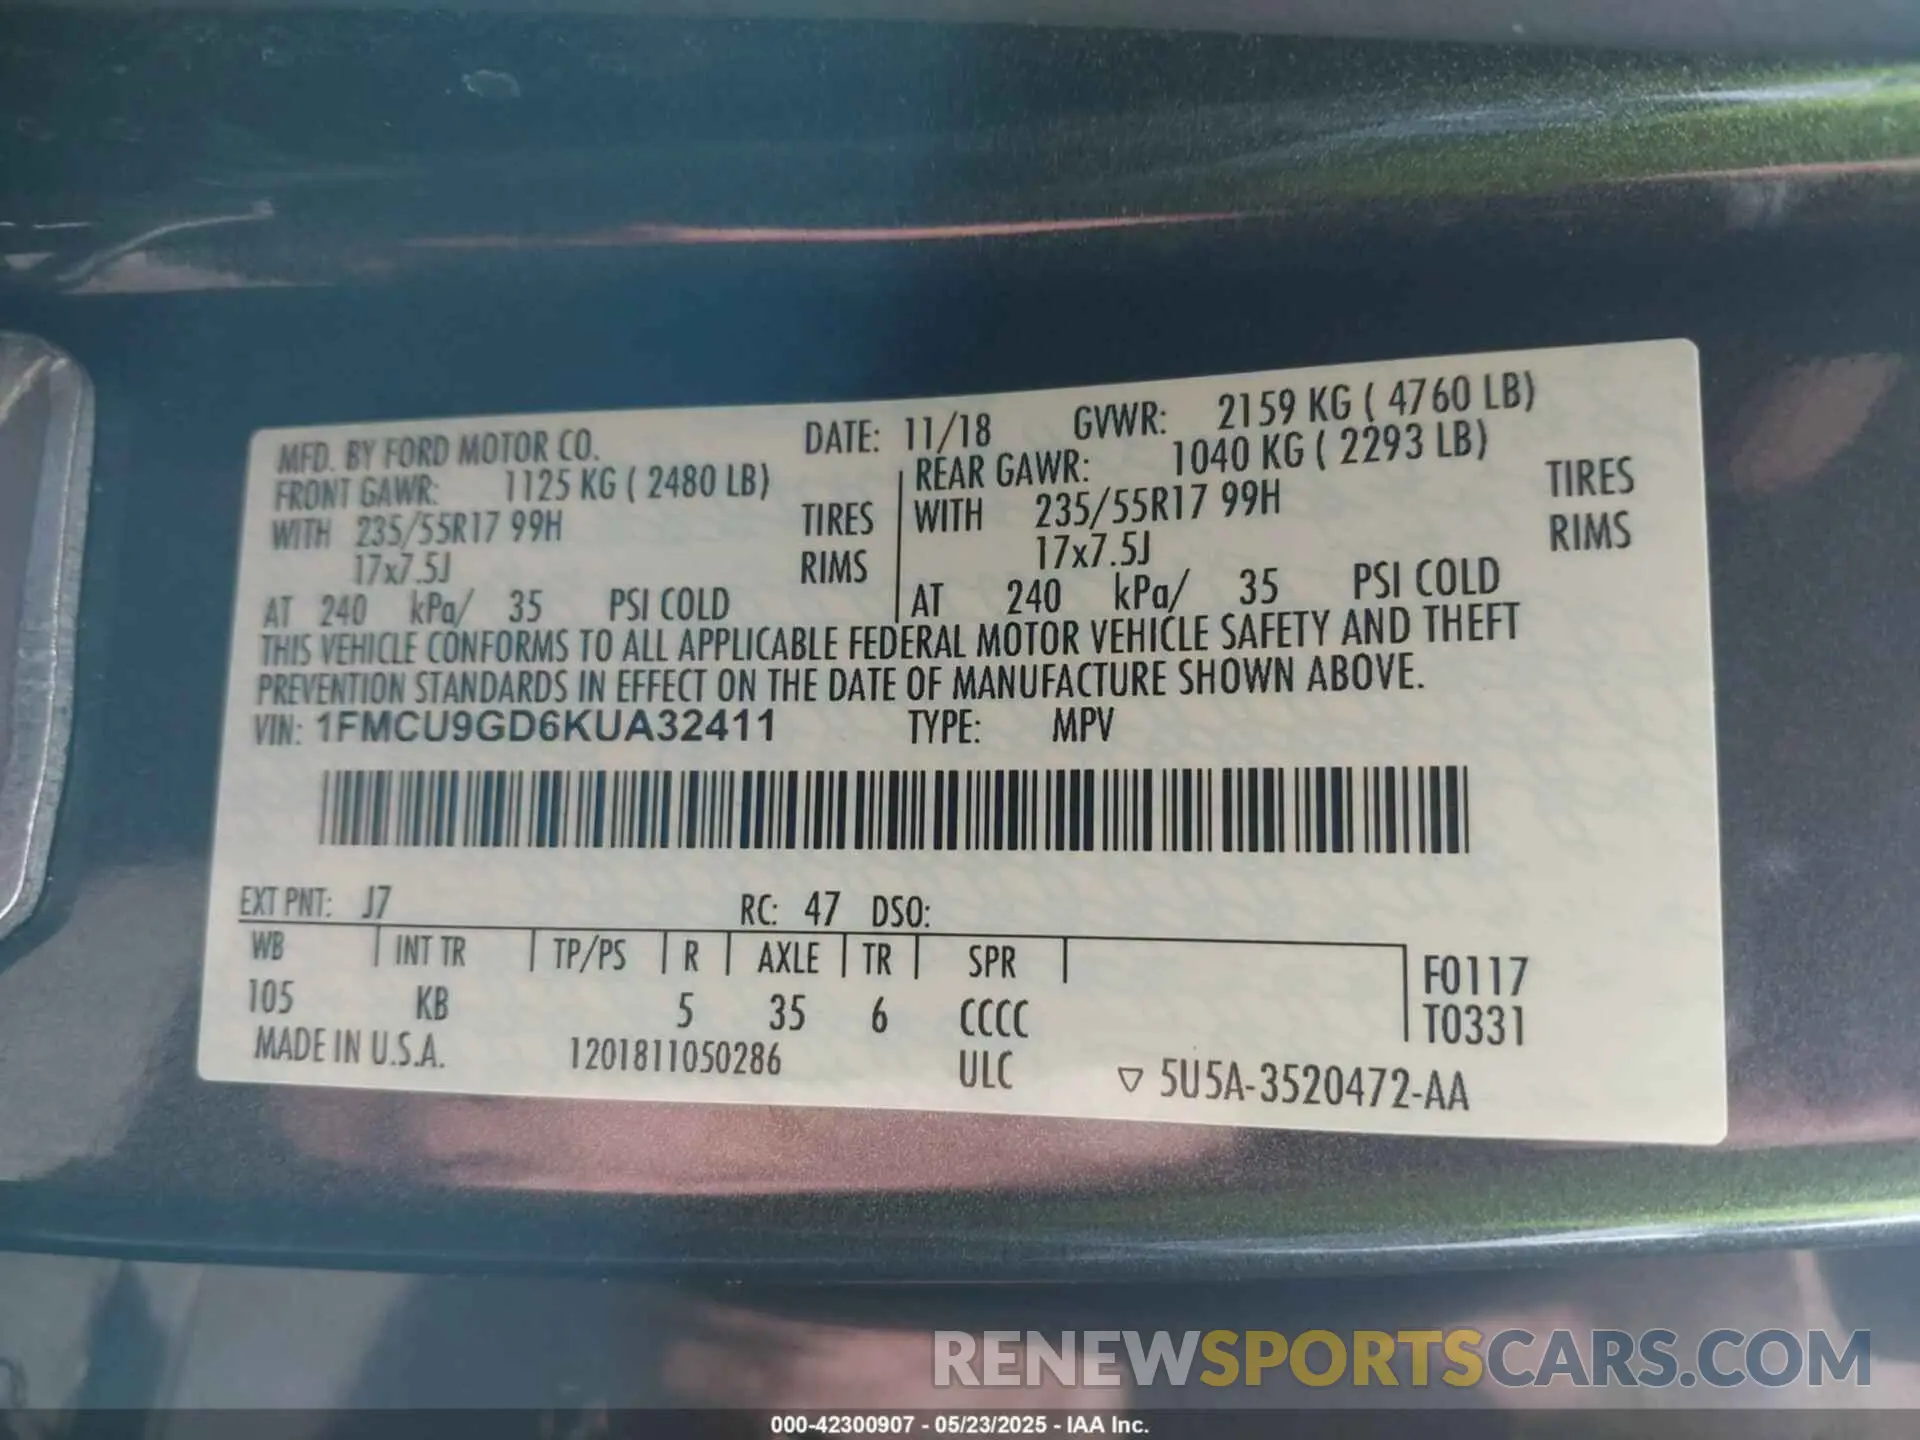 MFD. BY FORD MOTOR CO. DATE: 11/18 GVWR: 2159 KG ( 4760 LB)
FRONT GAWR: 1125 KG ( 2480 LB) REAR GAWR: 1040 KG ( 2293 LB)
WITH 235/55R17 99H TIRES WITH 235/55R17 99H TIRES
17x7.5J RIMS 17x7.5J RIMS
AT 240 kPa/ 35 PSI COLD AT 240 kPa/ 35 PSI COLD
THIS VEHICLE CONFORMS TO ALL APPLICABLE FEDERAL MOTOR VEHICLE SAFETY AND THEFT
PREVENTION STANDARDS IN EFFECT ON THE DATE OF MANUFACTURE SHOWN ABOVE.
VIN: 1FMCU9GD6KUA32411 TYPE: MPV
EXT PNT: J7 RC: 47 DSO:
WB INT TR TP/PS R AXLE TR SPR F0117
105 KB 5 35 6 CCCC T0331
MADE IN U.S.A. 1201811050286 ULC ▽ 5U5A-3520472-AA
RENEWSPORTSCARS.COM
000-42300907 - 05/23/2025 - IAA Inc.